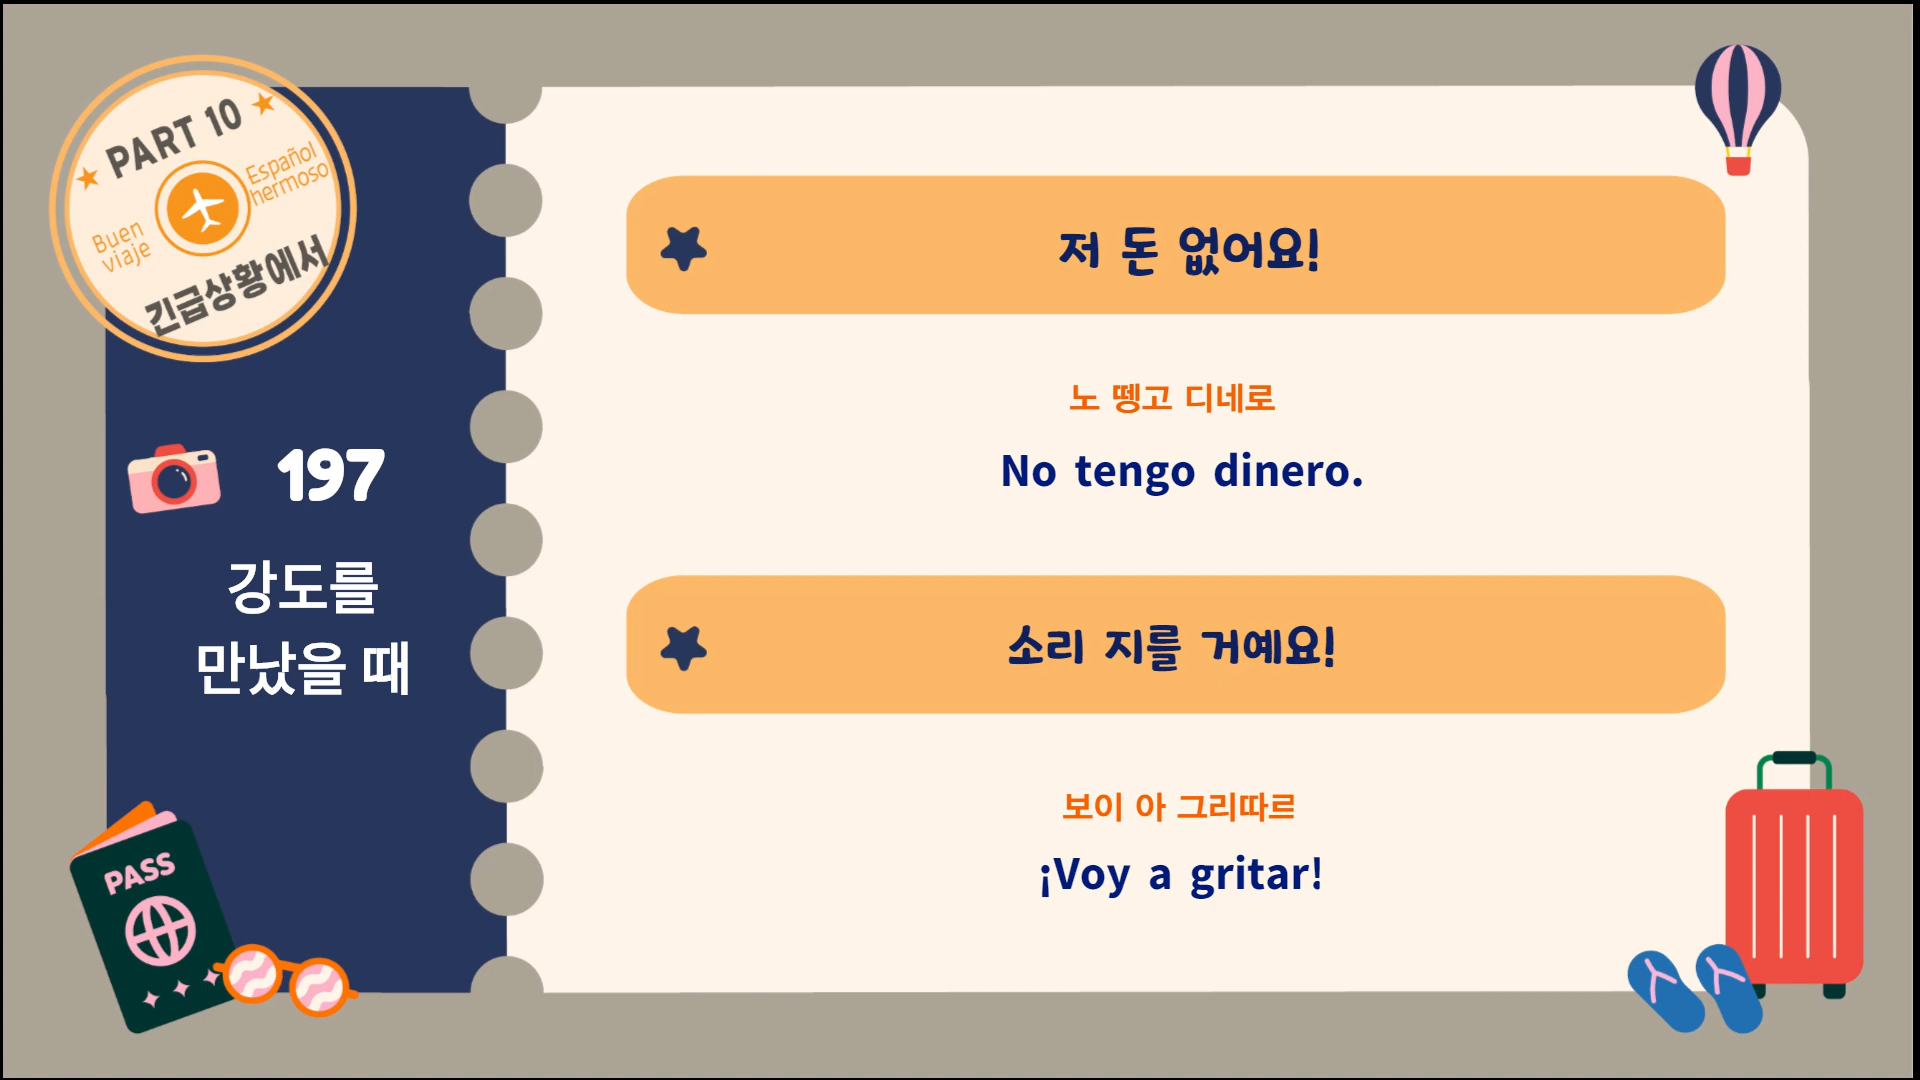 PART 10
Español
hermoso
Buen
viaje
긴급상황에서
197
강도를
만났을 때
저 돈 없어요!
노 뗑고 디네로
No tengo dinero.
소리 지를 거예요!
보이 아 그리따르
¡Voy a gritar!
PASS